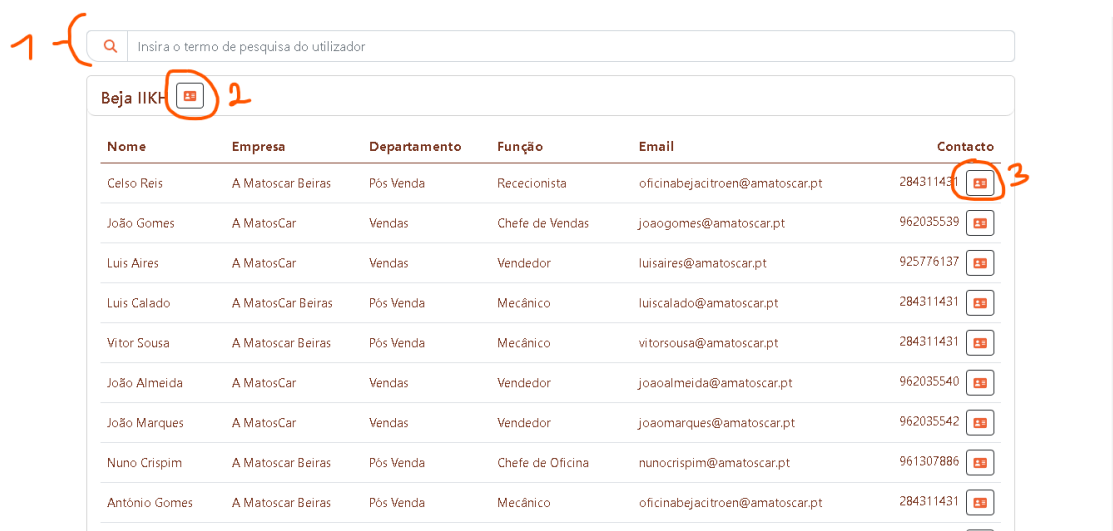 1
Insira o termo de pesquisa do utilizador
Beja IIKH
2
Nome Empresa Departamento Função Email Contacto
Celso Reis A Matoscar Beiras Pós Venda Rececionista oficinabejacitroen@amatoscar.pt 284311431
3
João Gomes A MatosCar Vendas Chefe de Vendas joaogomes@amatoscar.pt 962035539
Luis Aires A MatosCar Vendas Vendedor luisaires@amatoscar.pt 925776137
Luis Calado A MatosCar Beiras Pós Venda Mecânico luiscalado@amatoscar.pt 284311431
Vitor Sousa A Matoscar Beiras Pós Venda Mecânico vitorsousa@amatoscar.pt 284311431
João Almeida A MatosCar Vendas Vendedor joaoalmeida@amatoscar.pt 962035540
João Marques A MatosCar Vendas Vendedor joaomarques@amatoscar.pt 962035542
Nuno Crispim A Matoscar Beiras Pós Venda Chefe de Oficina nunocrispim@amatoscar.pt 961307886
António Gomes A Matoscar Beiras Pós Venda Mecânico oficinabejacitroen@amatoscar.pt 284311431